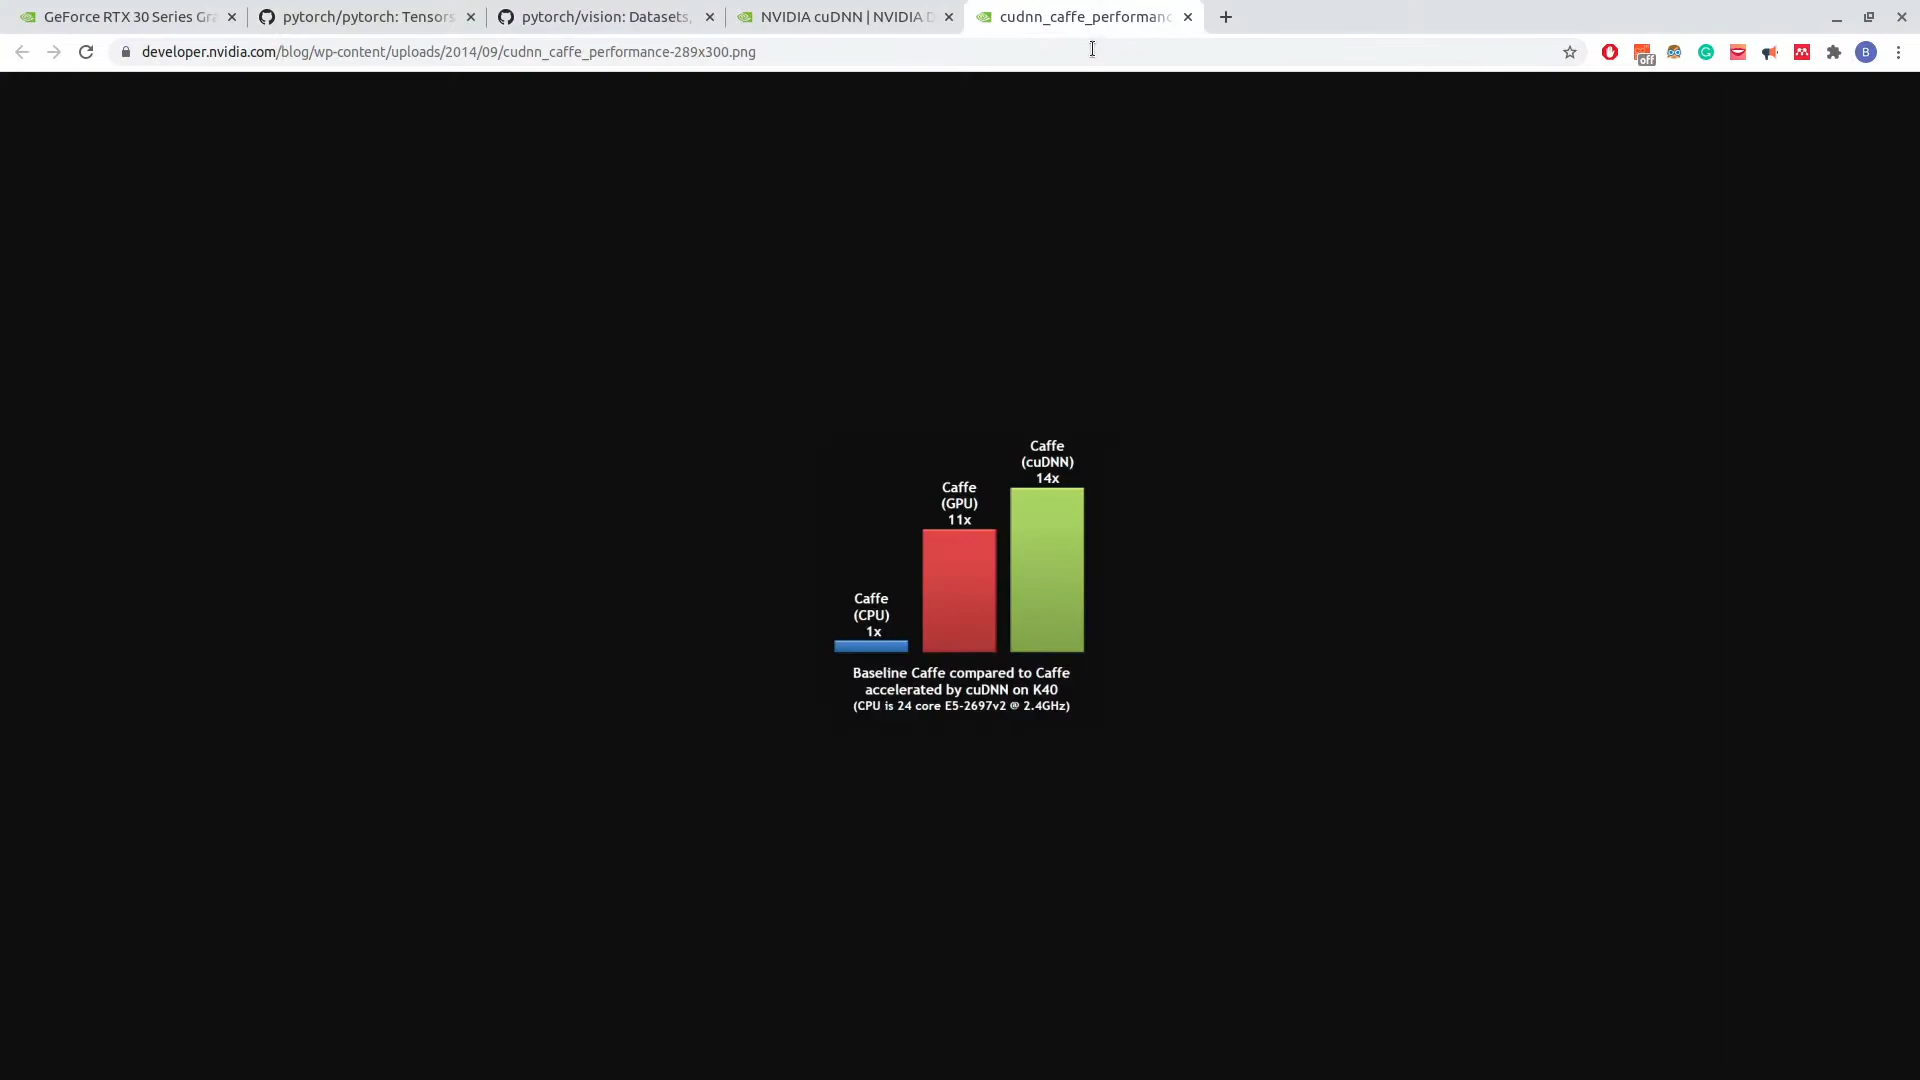 GeForce RTX 30 Series Gra
pytorch/pytorch: Tensors
pytorch/vision: Datasets,
NVIDIA cuDNN | NVIDIA D
cudnn_caffe_performanc
developer.nvidia.com/blog/wp-content/uploads/2014/09/cudnn_caffe_performance-289x300.png
off
B
Caffe
(cuDNN)
14x
Caffe
(GPU)
11x
Caffe
(CPU)
1x
Baseline Caffe compared to Caffe
accelerated by cuDNN on K40
(CPU is 24 core E5-2697v2 @ 2.4GHz)